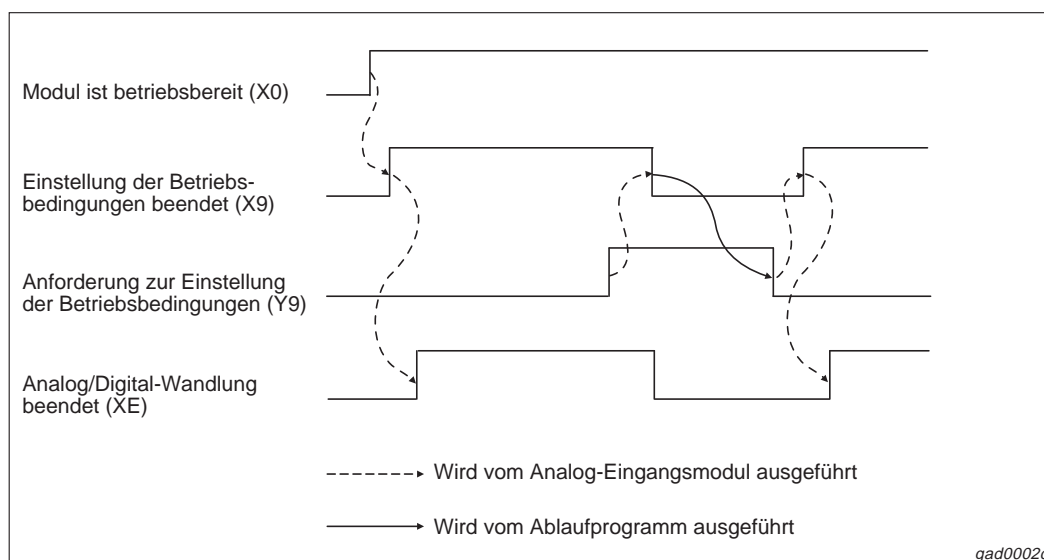 Modul ist betriebsbereit (X0)
Einstellung der Betriebs-
bedingungen beendet (X9)
Anforderung zur Einstellung
der Betriebsbedingungen (Y9)
Analog/Digital-Wandlung
beendet (XE)
Wird vom Analog-Eingangsmodul ausgeführt
Wird vom Ablaufprogramm ausgeführt